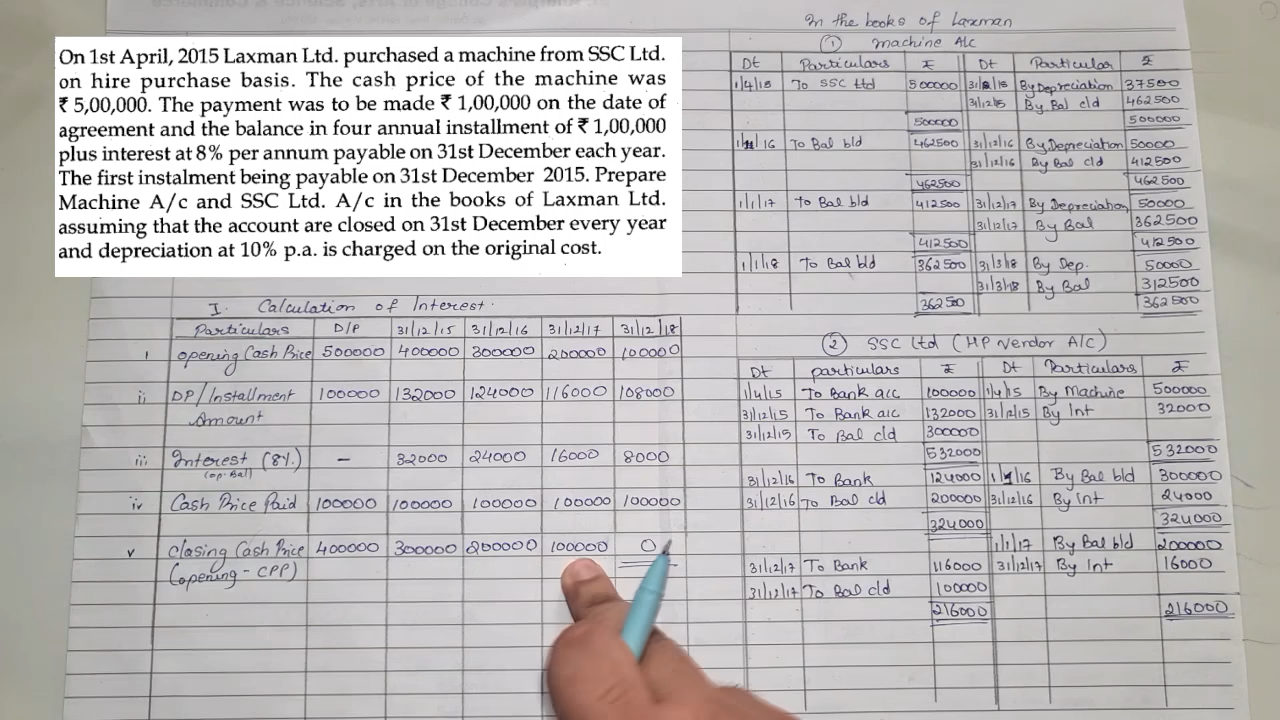 On 1st April, 2015 Laxman Ltd. purchased a machine from SSC Ltd.
on hire purchase basis. The cash price of the machine was
₹ 5,00,000. The payment was to be made ₹ 1,00,000 on the date of
agreement and the balance in four annual installment of ₹ 1,00,000
plus interest at 8% per annum payable on 31st December each year.
The first instalment being payable on 31st December 2015. Prepare
Machine A/c and SSC Ltd. A/c in the books of Laxman Ltd.
assuming that the account are closed on 31st December every year
and depreciation at 10% p.a. is charged on the original cost.
I. Calculation of Interest.
Particulars D/P 31/12/15 31/12/16 31/12/17 31/12/18
i opening Cash Price 500000 400000 300000 200000 100000
ii DP/Installment 100000 132000 124000 116000 108000
Amount
iii Interest (8%) - 32000 24000 16000 8000
(op. Bal)
iv Cash Price Paid 100000 100000 100000 100000 100000
v Closing Cash Price 400000 300000 200000 100000 0
(opening - CPP)
In the books of Laxman
① machine A/c
Dt Particulars ₹ Dt Particular ₹
1/4/15 To SSC Ltd 500000 By Depreciation 37500
31/12/15 By Bal c/d 462500
500000 500000
16 To Bal b/d 462500 31/12/16 By Depreciation 50000
31/12/16 By Bal c/d 412500
462500 462500
1/1/17 To Bal b/d 412500 31/12/17 By Depreciation 50000
31/12/17 By Bal 362500
412500 412500
1/1/18 To Bal b/d 362500 31/3/18 By Dep. 50000
31/3/18 By Bal 312500
362500 362500
② SSC Ltd (HP Vendor A/C)
Dt particulars ₹ Dt Particulars ₹
1/4/15 To Bank a/c 100000 1/4/15 By Machine 500000
31/12/15 To Bank a/c 132000 31/12/15 By Int 32000
31/12/15 To Bal c/d 300000
532000 532000
31/12/16 To Bank 124000 1/1/16 By Bal b/d 300000
31/12/16 To Bal c/d 200000 31/12/16 By Int 24000
324000 324000
1/1/17 By Bal b/d 200000
31/12/17 To Bank 116000 31/12/17 By Int 16000
31/12/17 To Bal c/d 100000
216000 216000